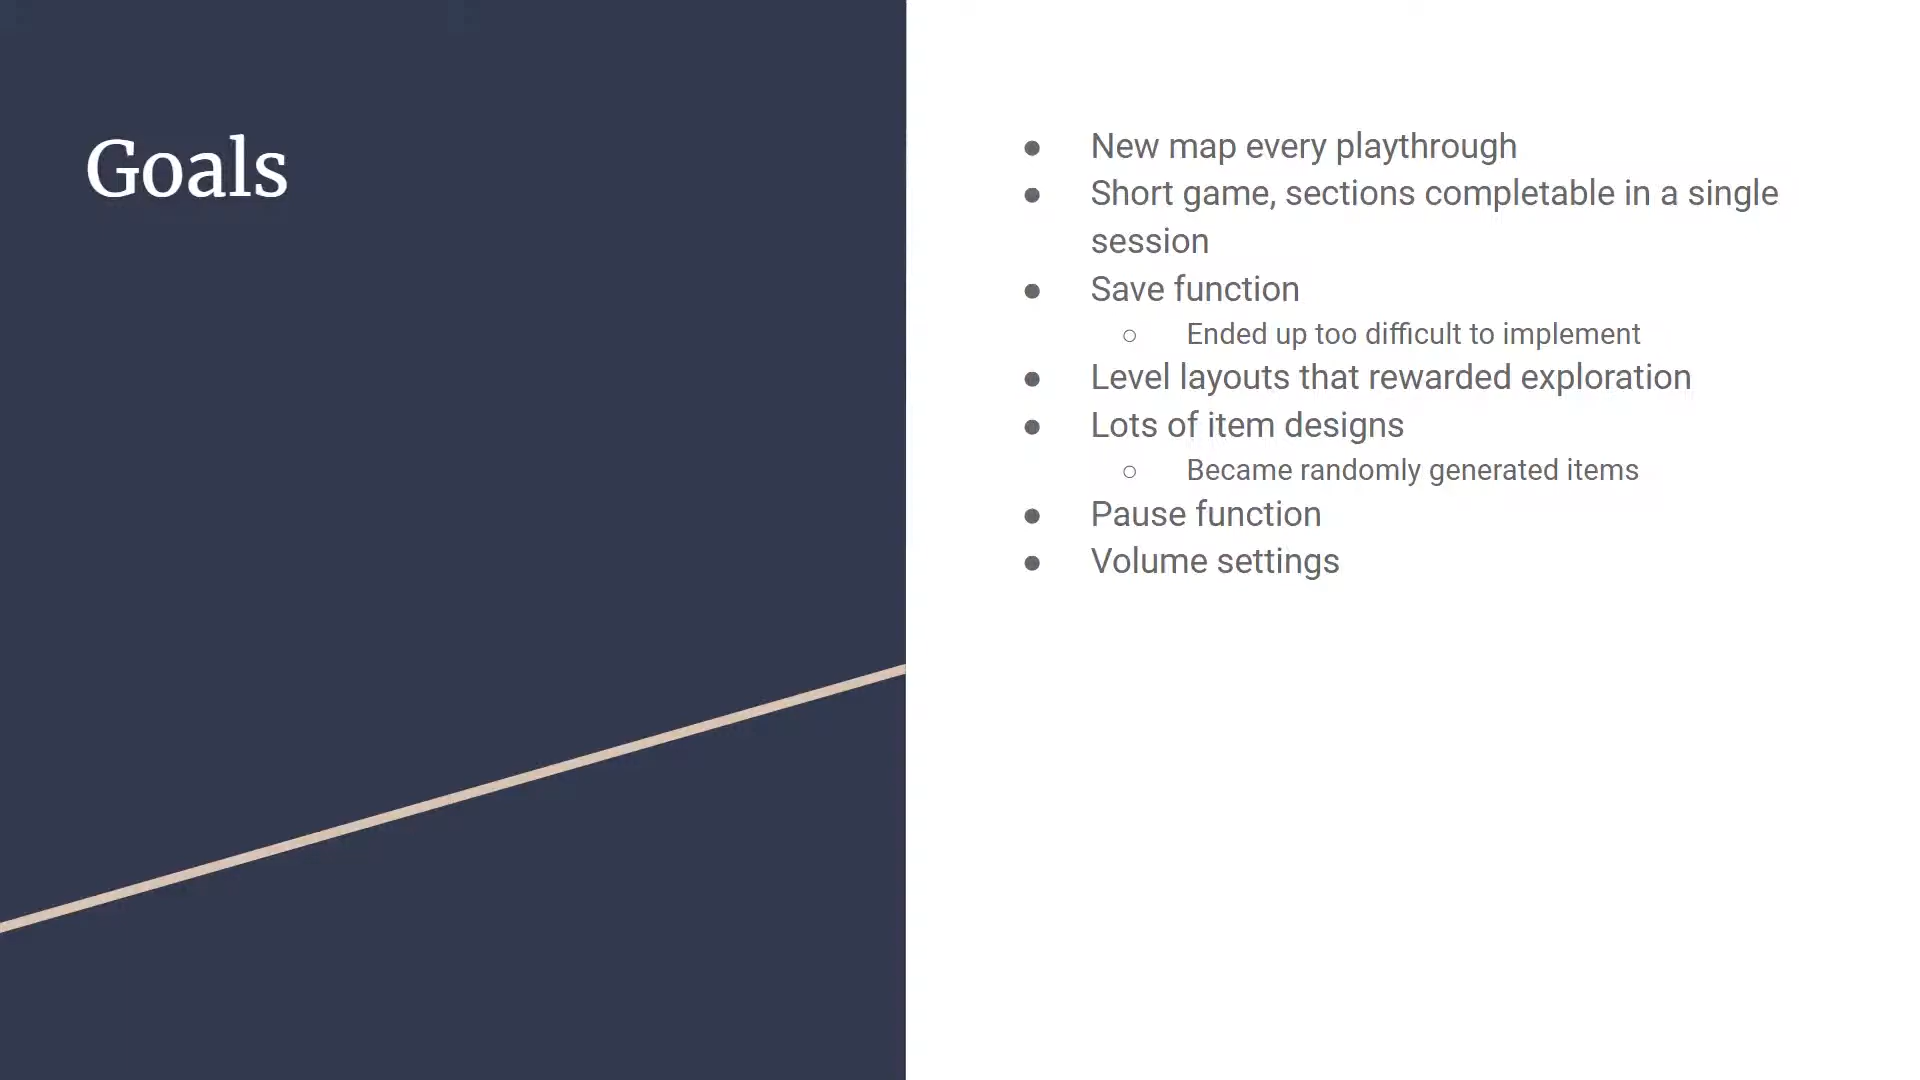 Goals
● New map every playthrough
● Short game, sections completable in a single
session
● Save function
○ Ended up too difficult to implement
● Level layouts that rewarded exploration
● Lots of item designs
○ Became randomly generated items
● Pause function
● Volume settings